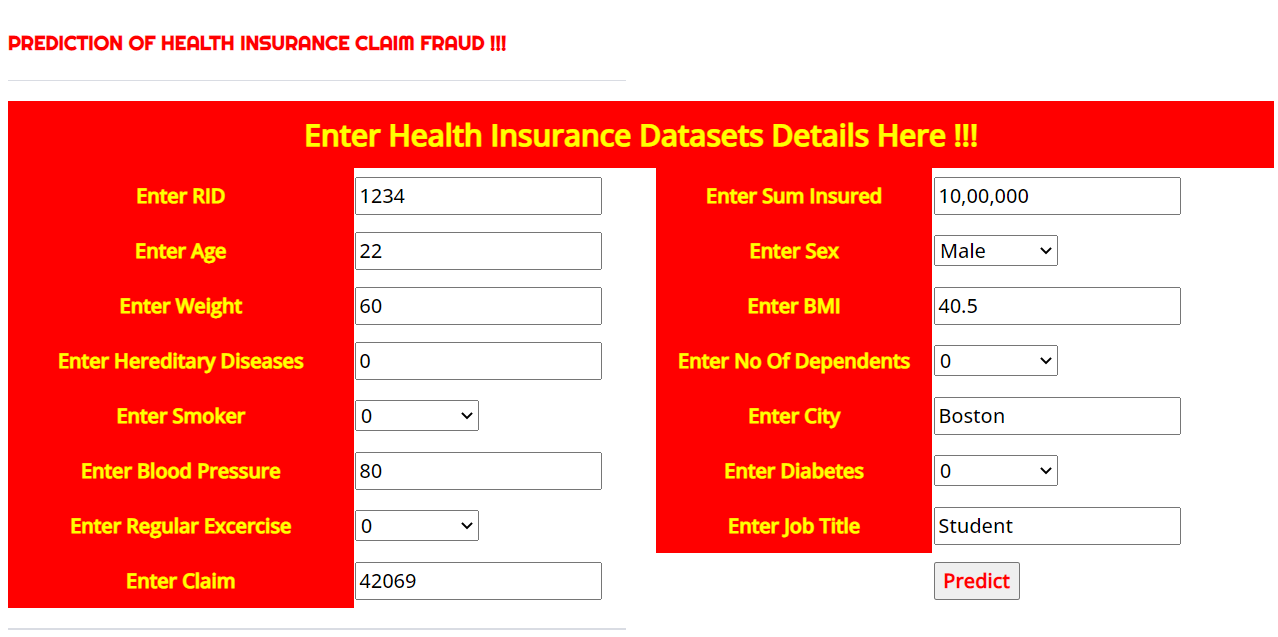 PREDICTION OF HEALTH INSURANCE CLAIM FRAUD !!!
Enter Health Insurance Datasets Details Here !!!
Enter RID 1234 Enter Sum Insured 10,00,000
Enter Age 22 Enter Sex Male
Enter Weight 60 Enter BMI 40.5
Enter Hereditary Diseases 0 Enter No Of Dependents 0
Enter Smoker 0 Enter City Boston
Enter Blood Pressure 80 Enter Diabetes 0
Enter Regular Excercise 0 Enter Job Title Student
Enter Claim 42069 Predict